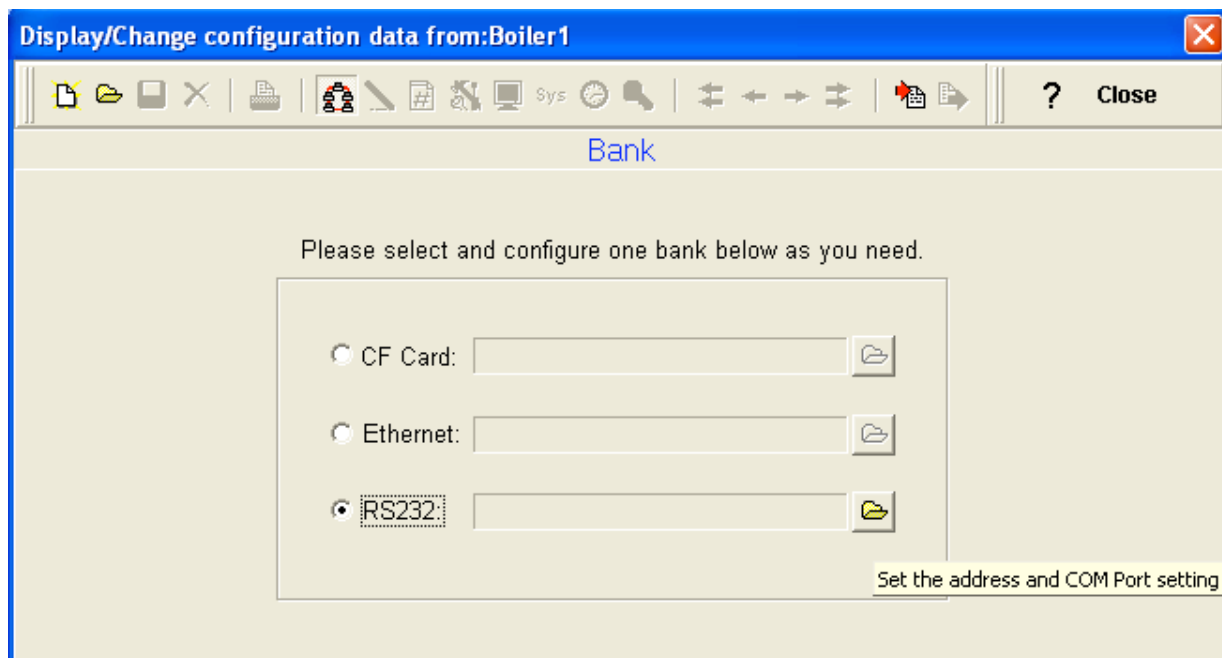 Display/Change configuration data from:Boiler1
# Sys ? Close
Bank
Please select and configure one bank below as you need.
CF Card:
Ethernet:
RS232:
Set the address and COM Port setting